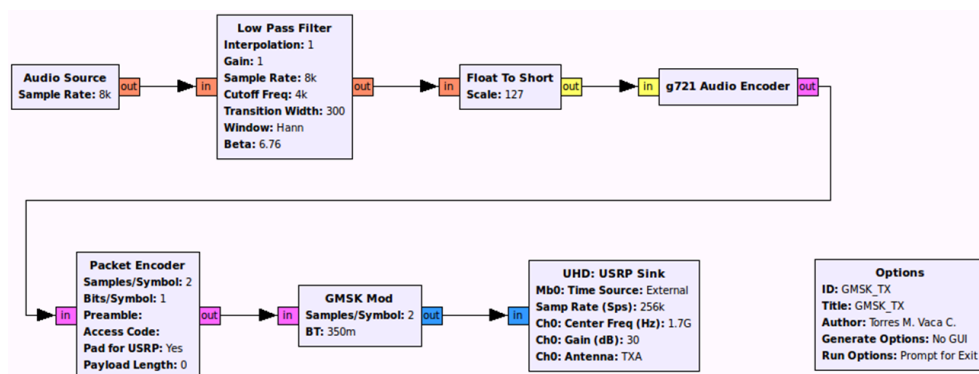 Audio Source
Sample Rate: 8k
out
in
Low Pass Filter
Interpolation: 1
Gain: 1
Sample Rate: 8k
Cutoff Freq: 4k
Transition Width: 300
Window: Hann
Beta: 6.76
out
in
Float To Short
Scale: 127
out
in
g721 Audio Encoder
out
in
Packet Encoder
Samples/Symbol: 2
Bits/Symbol: 1
Preamble:
Access Code:
Pad for USRP: Yes
Payload Length: 0
out
in
GMSK Mod
Samples/Symbol: 2
BT: 350m
out
in
UHD: USRP Sink
Mb0: Time Source: External
Samp Rate (Sps): 256k
Ch0: Center Freq (Hz): 1.7G
Ch0: Gain (dB): 30
Ch0: Antenna: TXA
Options
ID: GMSK_TX
Title: GMSK_TX
Author: Torres M. Vaca C.
Generate Options: No GUI
Run Options: Prompt for Exit